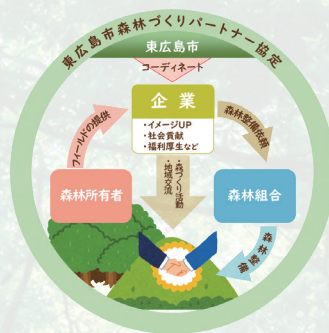 東広島市森林づくりパートナー協定
東広島市
コーディネート
企業
・イメージUP
・社会貢献
・福利厚生など
フィールドの提供
森林整備依頼
・森づくり活動
・地域交流
森林所有者
森林組合
森林整備